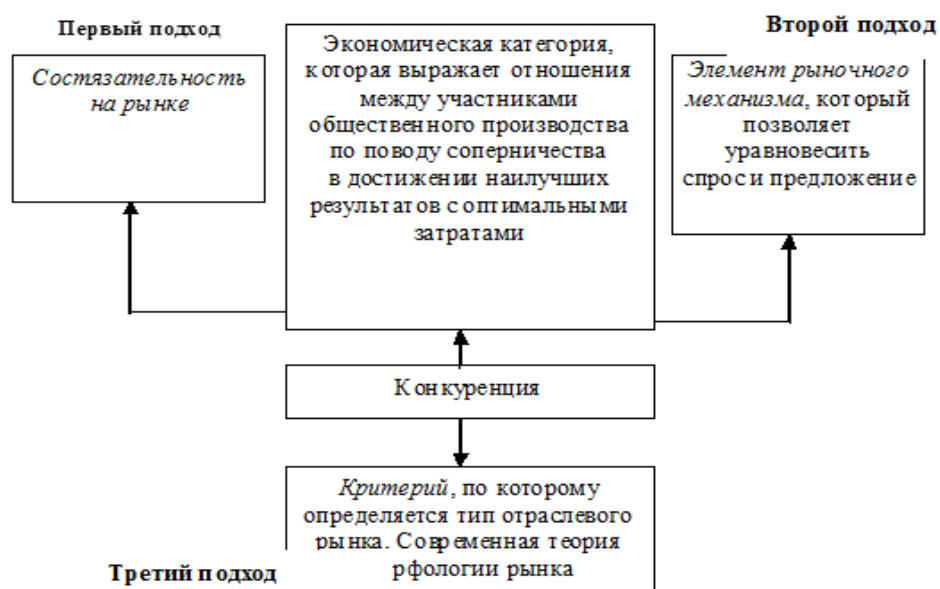 Первый подход
Состязательность
на рынке
Экономическая категория,
которая выражает отношения
между участниками
общественного производства
по поводу соперничества
в достижении наилучших
результатов с оптимальными
затратами
Второй подход
Элемент рыночного
механизма, который
позволяет
уравновесить
спрос и предложение
Конкуренция
Критерий, по которому
определяется тип отраслевого
рынка. Современная теория
рфологии рынка
Третий подход